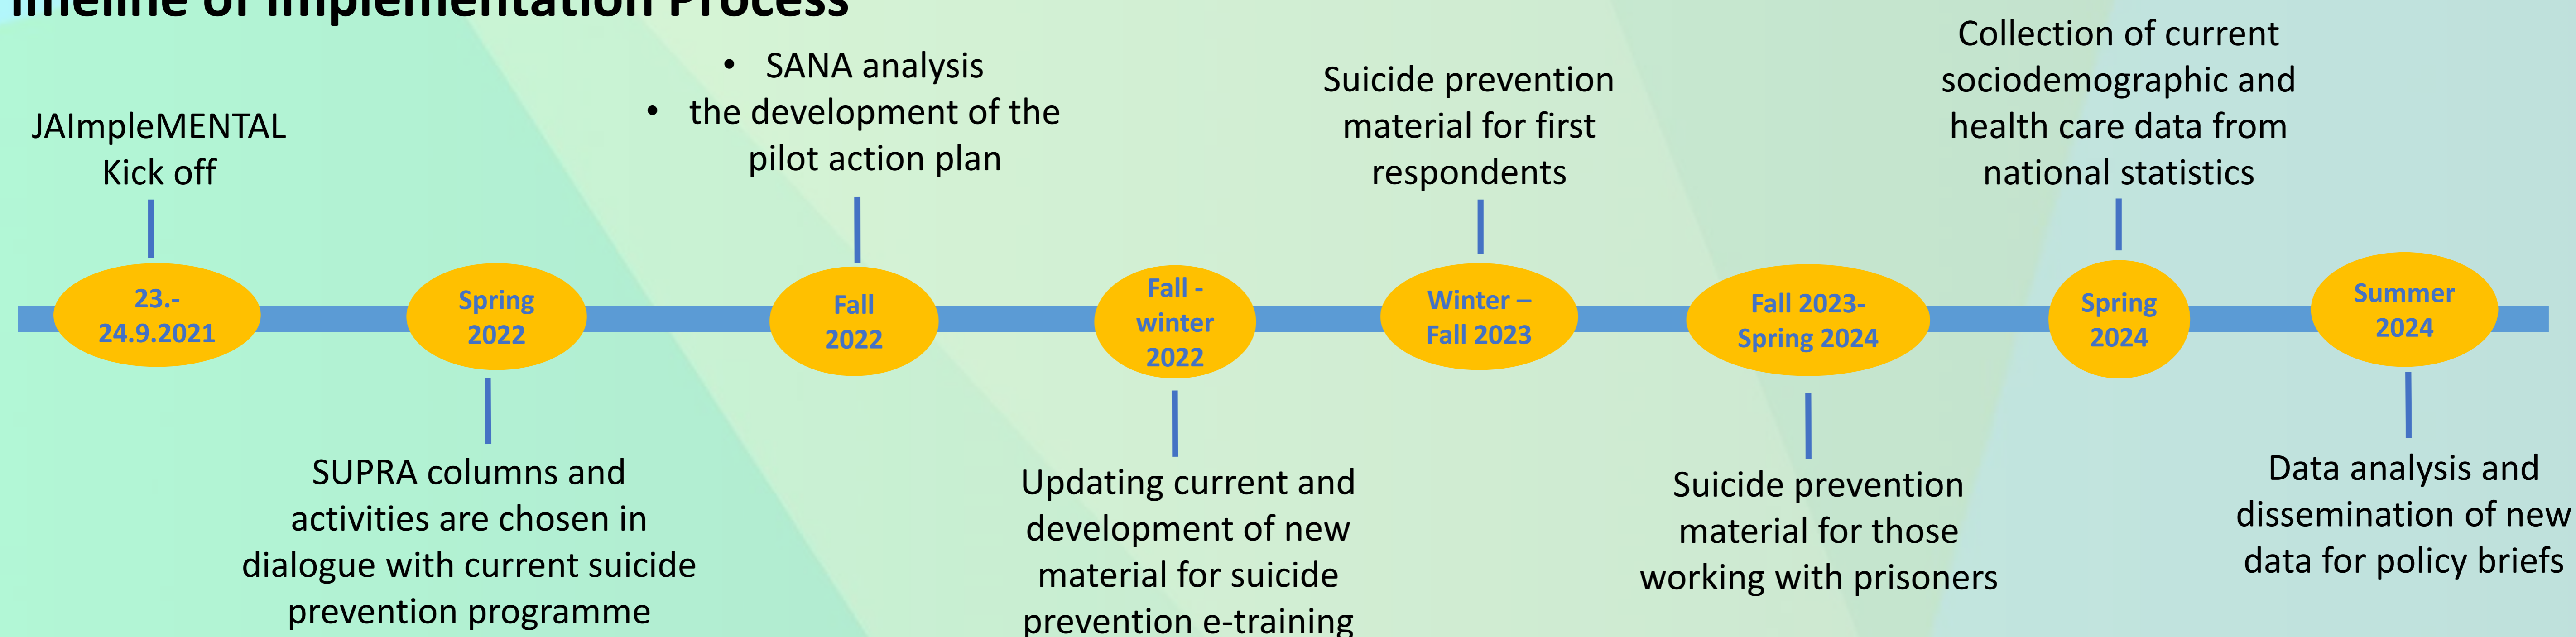 imeline of Implementation Process
JAImpleMENTAL
Kick off
• SANA analysis
• the development of the
pilot action plan
Suicide prevention
material for first
respondents
Collection of current
sociodemographic and
health care data from
national statistics
23.-
24.9.2021
Spring
2022
Fall
2022
Fall -
winter
2022
Winter –
Fall 2023
Fall 2023-
Spring 2024
Spring
2024
Summer
2024
SUPRA columns and
activities are chosen in
dialogue with current suicide
prevention programme
Updating current and
development of new
material for suicide
prevention e-training
Suicide prevention
material for those
working with prisoners
Data analysis and
dissemination of new
data for policy briefs